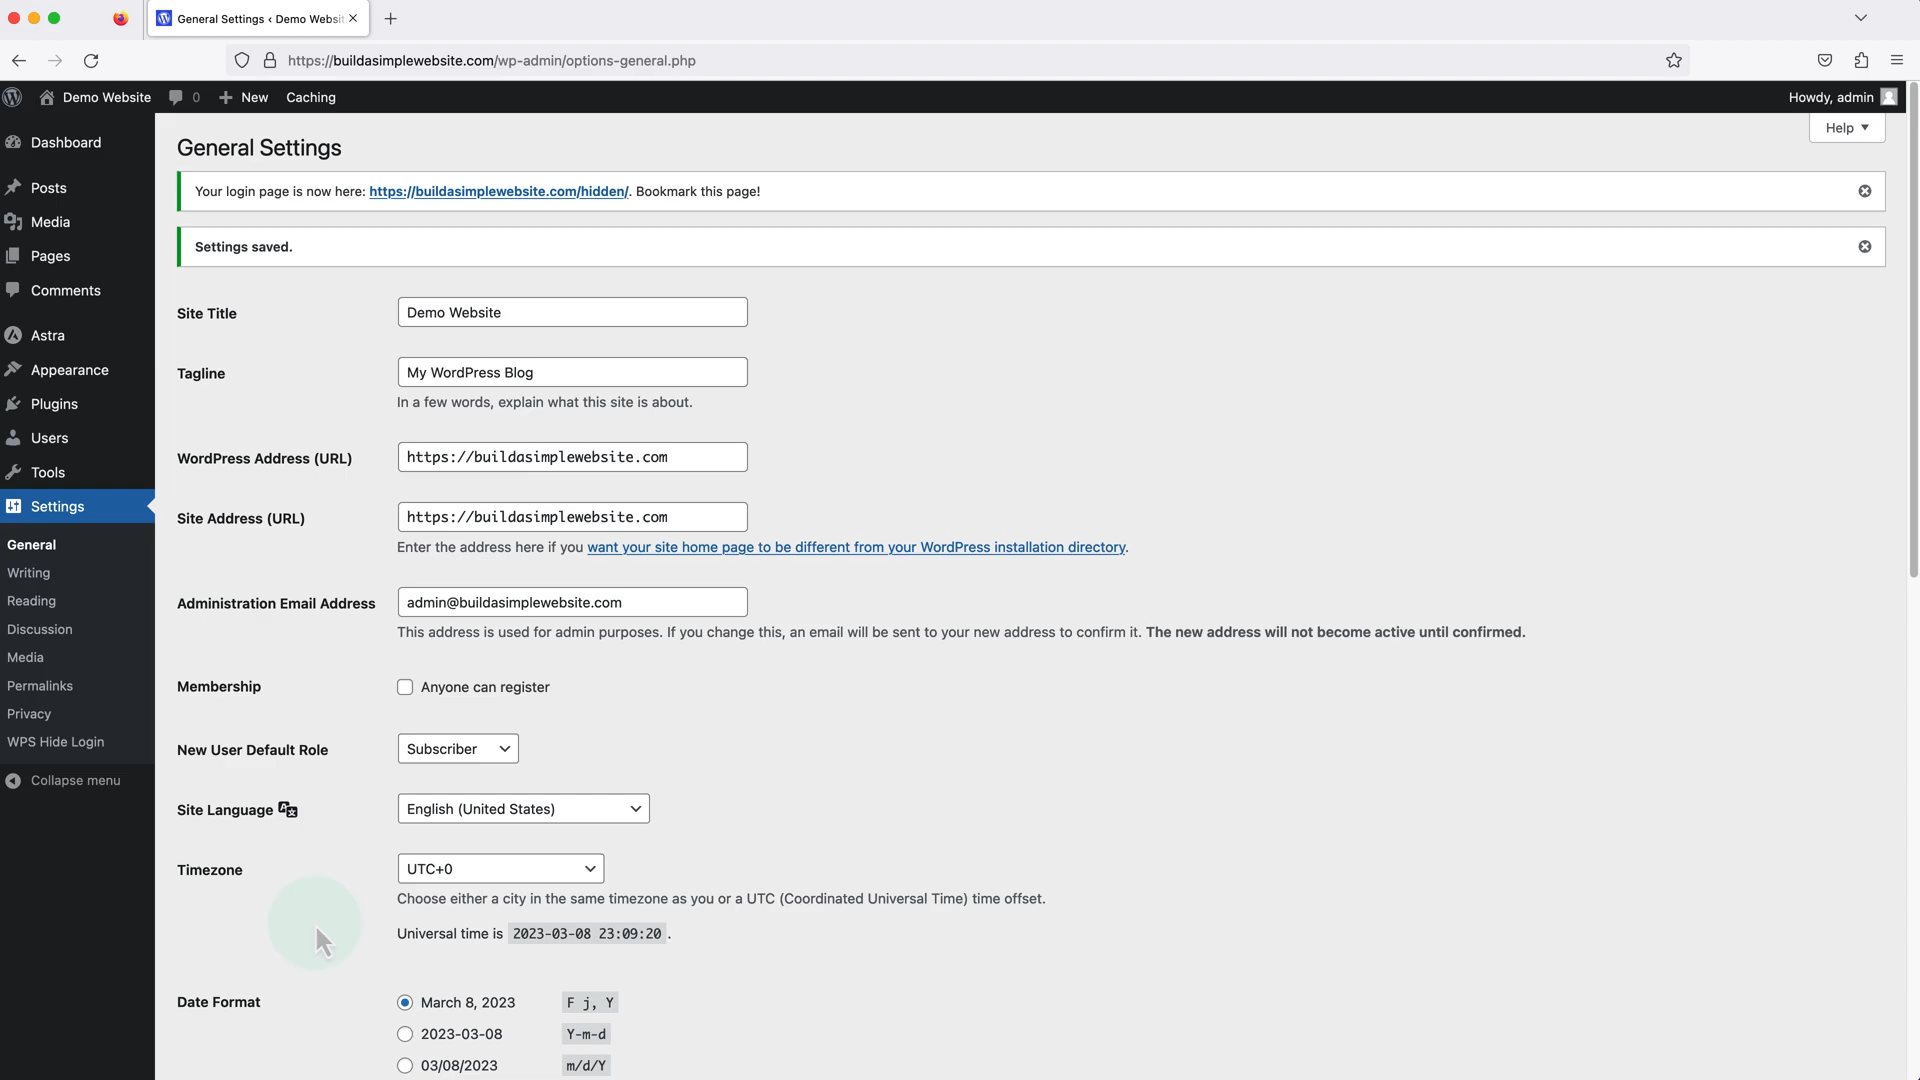 General Settings ‹ Demo Websit
https://buildasimplewebsite.com/wp-admin/options-general.php
Demo Website
0
New
Caching
Howdy, admin
Help
Dashboard
Posts
Media
Pages
Comments
Astra
Appearance
Plugins
Users
Tools
Settings
General
Writing
Reading
Discussion
Media
Permalinks
Privacy
WPS Hide Login
Collapse menu
General Settings
Your login page is now here: https://buildasimplewebsite.com/hidden/. Bookmark this page!
Settings saved.
Site Title
Demo Website
Tagline
My WordPress Blog
In a few words, explain what this site is about.
WordPress Address (URL)
https://buildasimplewebsite.com
Site Address (URL)
https://buildasimplewebsite.com
Enter the address here if you want your site home page to be different from your WordPress installation directory.
Administration Email Address
admin@buildasimplewebsite.com
This address is used for admin purposes. If you change this, an email will be sent to your new address to confirm it. The new address will not become active until confirmed.
Membership
Anyone can register
New User Default Role
Subscriber
Site Language
English (United States)
Timezone
UTC+0
Choose either a city in the same timezone as you or a UTC (Coordinated Universal Time) time offset.
Universal time is 2023-03-08 23:09:20 .
Date Format
March 8, 2023 F j, Y
2023-03-08 Y-m-d
03/08/2023 m/d/Y